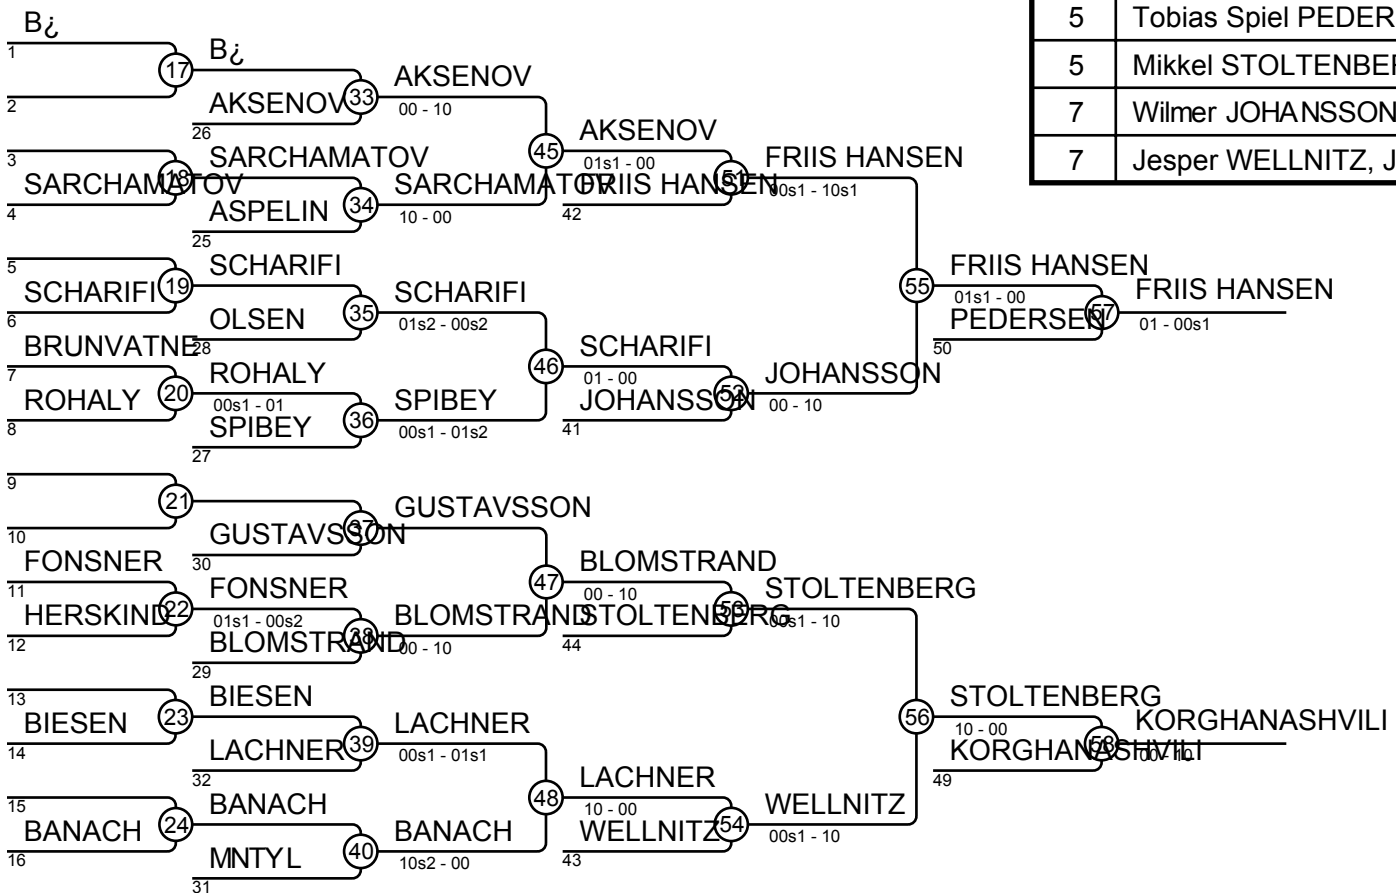 5 Tobias Spiel PEDER
5 Mikkel STOLTENBER
7 Wilmer JOHANSSON
7 Jesper WELLNITZ, J
B¿
1
17
2
B¿
AKSENOV
26
33
AKSENOV
00 - 10
3
SARCHAMATOV
4
18
SARCHAMATOV
ASPELIN
25
34
SARCHAMATOV
10 - 00
45
AKSENOV
01s1 - 00
FRIIS HANSEN
42
51
FRIIS HANSEN
00s1 - 10s1
5
SCHARIFI
6
19
SCHARIFI
OLSEN
28
35
SCHARIFI
01s2 - 00s2
BRUNVATNE
7
ROHALY
8
20
ROHALY
00s1 - 01
SPIBEY
27
36
SPIBEY
00s1 - 01s2
46
SCHARIFI
01 - 00
JOHANSSON
41
52
JOHANSSON
00 - 10
55
FRIIS HANSEN
01s1 - 00
PEDERSEN
50
57
FRIIS HANSEN
01 - 00s1
9
10
21
GUSTAVSSON
30
37
GUSTAVSSON
FONSNER
11
HERSKIND
12
22
FONSNER
01s1 - 00s2
BLOMSTRAND
29
38
BLOMSTRAND
00 - 10
47
BLOMSTRAND
00 - 10
STOLTENBERG
44
53
STOLTENBERG
00s1 - 10
13
BIESEN
14
23
BIESEN
LACHNER
32
39
LACHNER
00s1 - 01s1
15
BANACH
16
24
BANACH
MNTYL
31
40
BANACH
10s2 - 00
48
LACHNER
10 - 00
WELLNITZ
43
54
WELLNITZ
00s1 - 10
56
STOLTENBERG
10 - 00
KORGHANASHVILI
49
58
KORGHANASHVILI
00 - 10